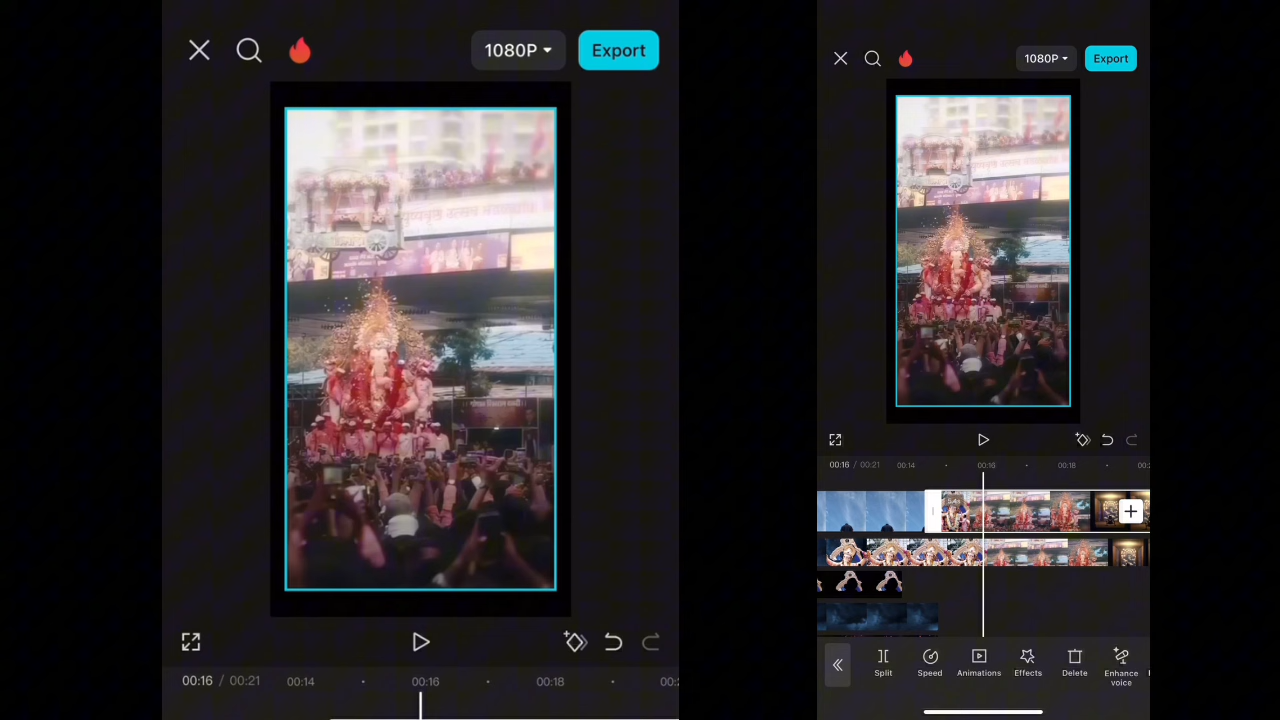 1080P
Export
00:16 / 00:21
00:14
00:16
00:18
1080P
Export
00:16 / 00:21
00:14
00:16
00:18
Split
Speed
Animations
Effects
Delete
Enhance
voice